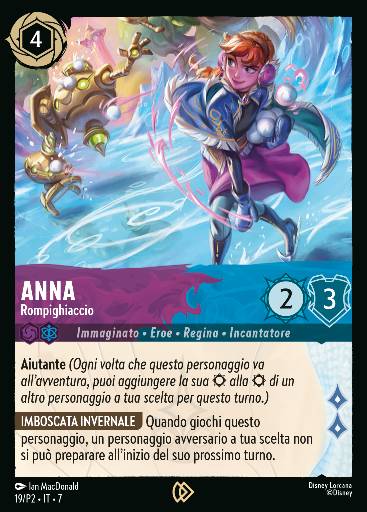 4
ANNA
Rompighiaccio
2
3
Immaginato • Eroe • Regina • Incantatore
Aiutante (Ogni volta che questo personaggio va
all'avventura, puoi aggiungere la sua alla di un
altro personaggio a tua scelta per questo turno.)
IMBOSCATA INVERNALE Quando giochi questo
personaggio, un personaggio avversario a tua scelta non
si può preparare all'inizio del suo prossimo turno.
Ian MacDonald
19/P2 • IT • 7
Disney Lorcana
©Disney